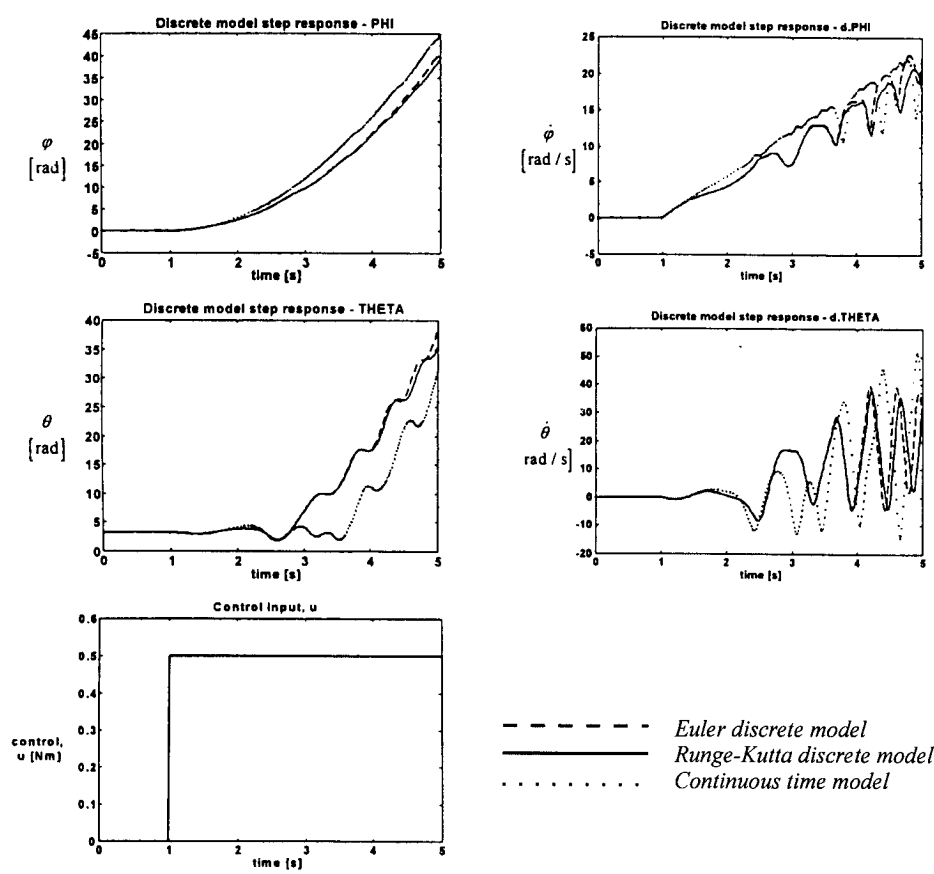 Discrete model step response - PHI
45
40
35
30
25
20
15
10
5
0
-5
φ
[rad]
0 1 2 3 4 5
time [s]
Discrete model step response - d.PHI
25
20
15
10
5
0
-5
φ̇
[rad / s]
0 1 2 3 4 5
time [s]
Discrete model step response - THETA
40
35
30
25
20
15
10
5
0
θ
[rad]
0 1 2 3 4 5
time [s]
Discrete model step response - d.THETA
60
50
40
30
20
10
0
-10
-20
θ̇
rad / s]
0 1 2 3 4 5
time [s]
Control input, u
0.6
0.5
0.4
0.3
0.2
0.1
0
control,
u [Nm]
0 1 2 3 4 5
time [s]
Euler discrete model
Runge-Kutta discrete model
Continuous time model